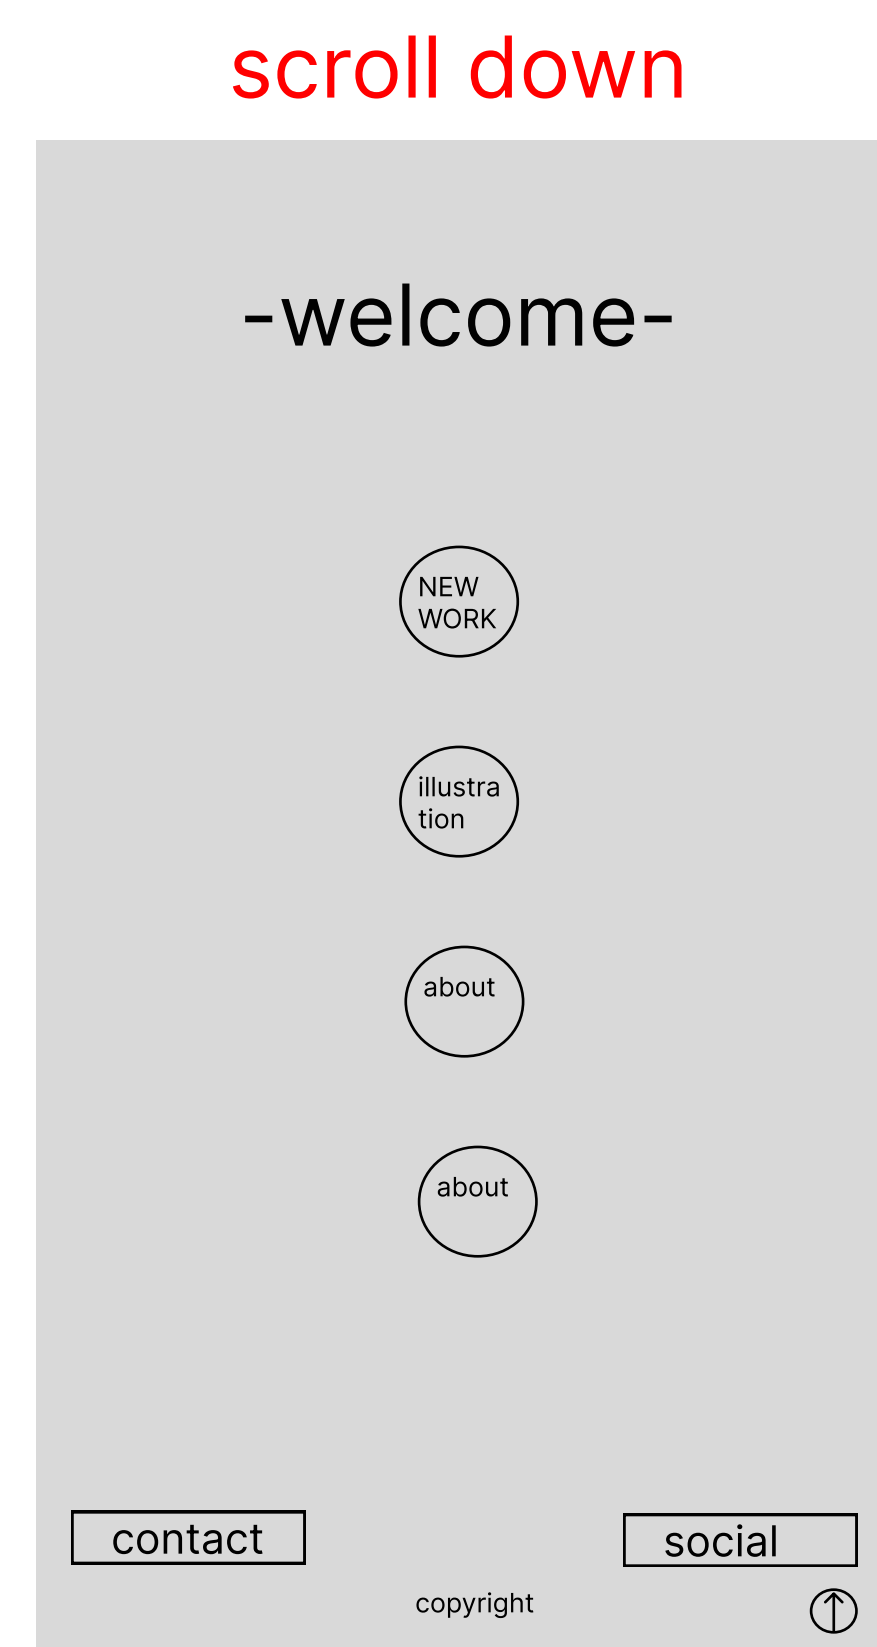 scroll down
-welcome-
NEW
WORK
illustra
tion
about
about
contact
social
copyright